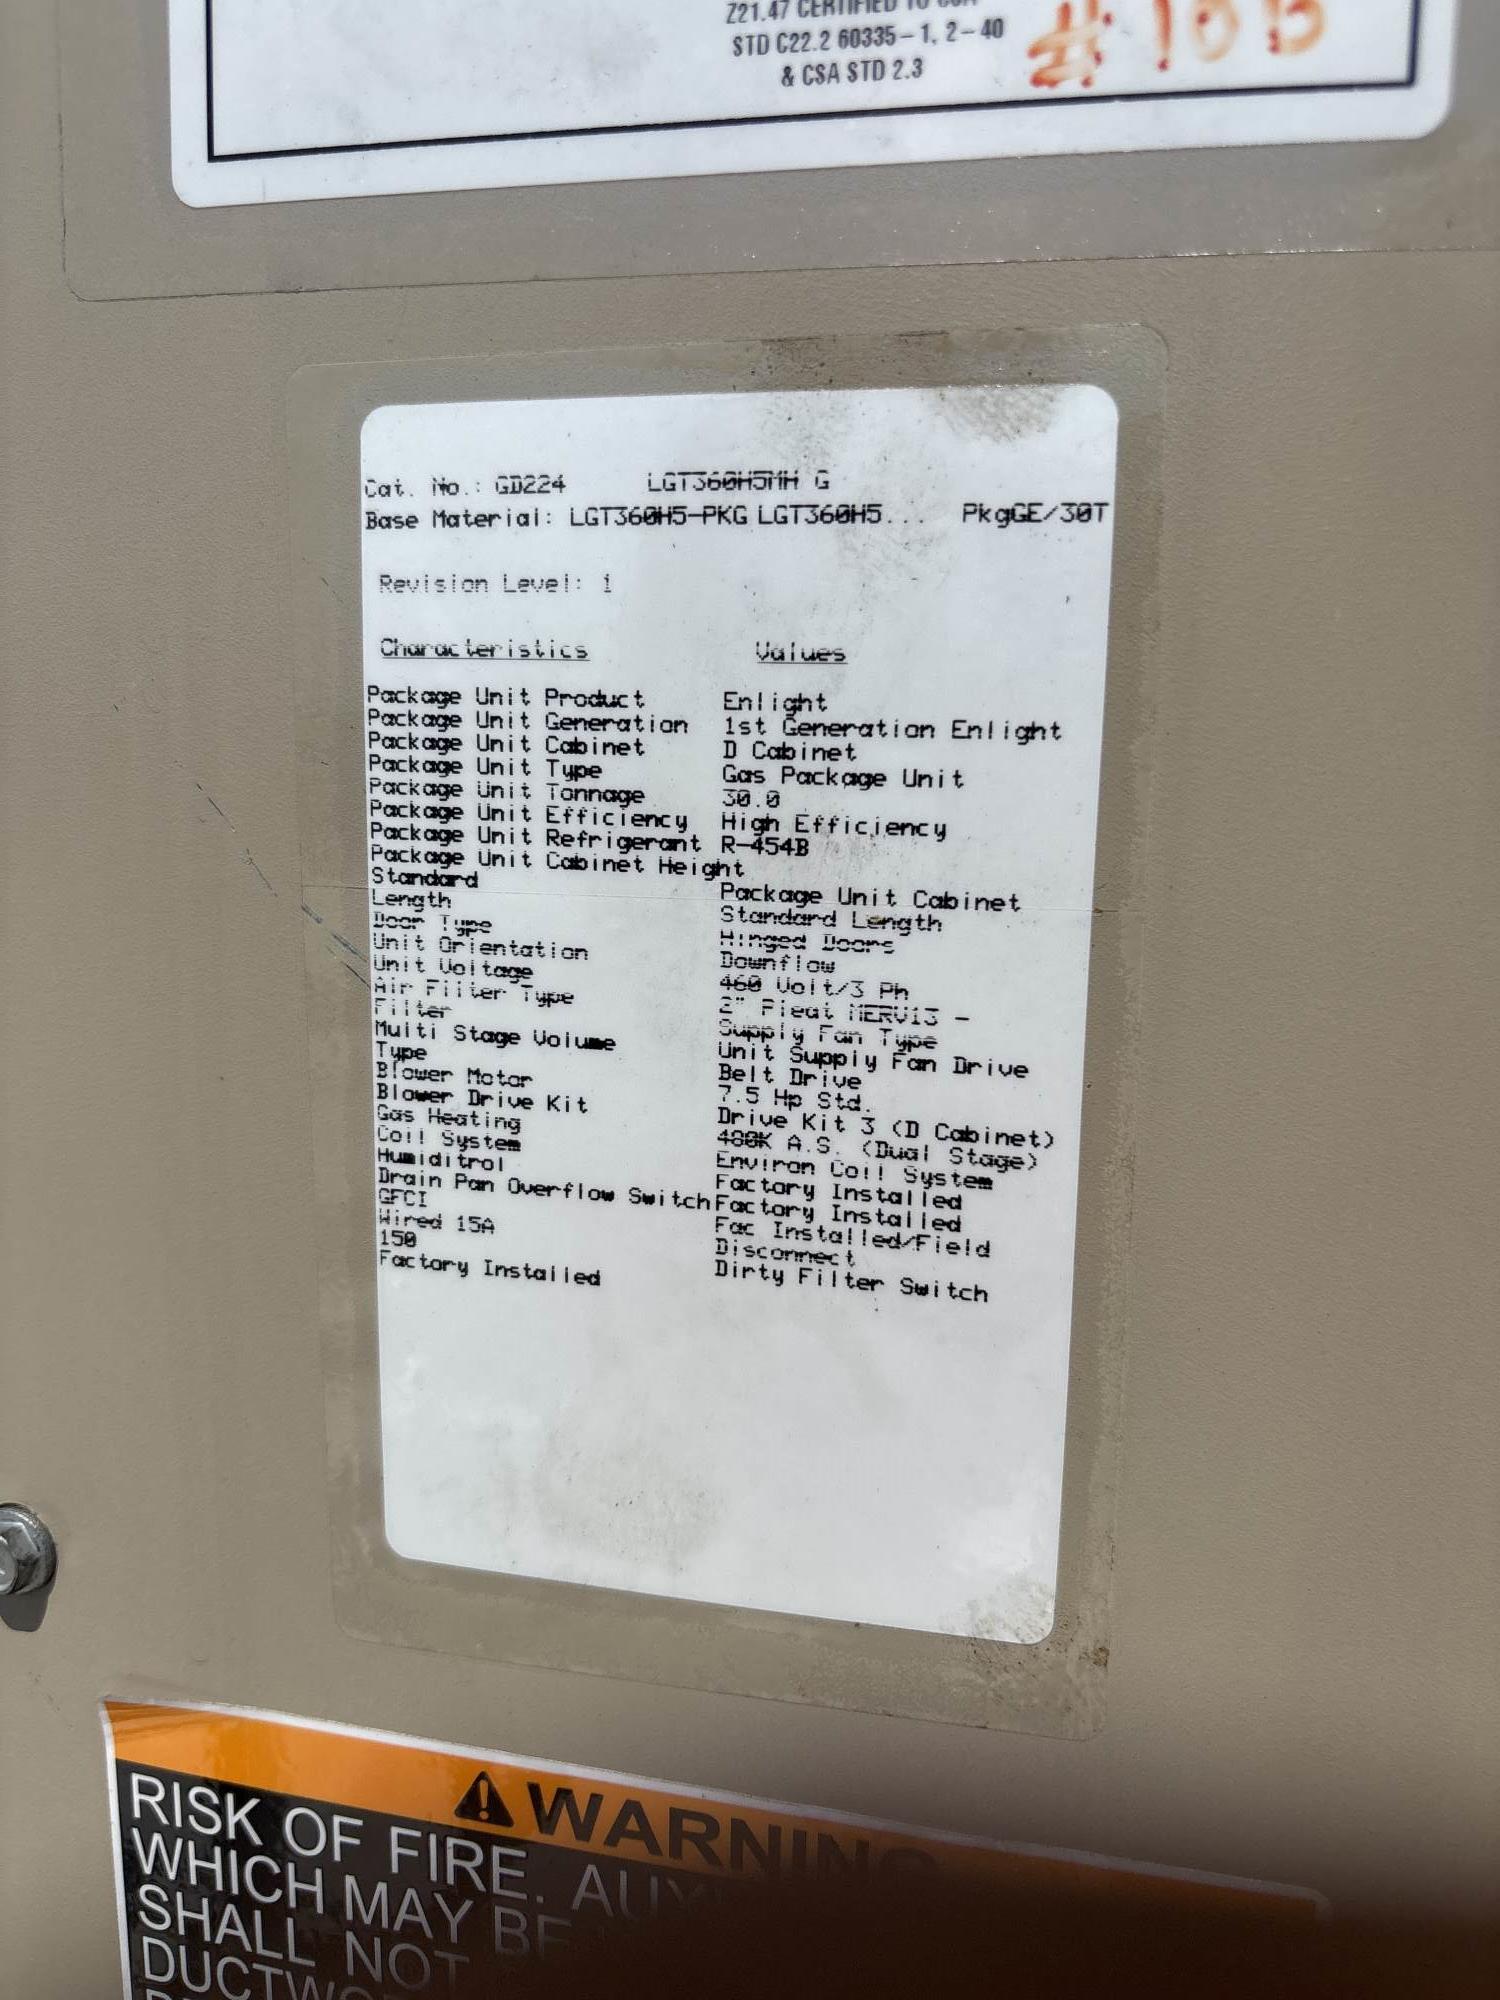 Z21.47 CERTIFIED TO
STD C22.2 60335-1, 2-40
& CSA STD 2.3
#10B
Cat. No.: GD224 LGT360H5MH G
Base Material: LGT360H5-PKG LGT360H5... PkgGE/30T
Revision Level: 1
Characteristics Values
Package Unit Product Enlight
Package Unit Generation 1st Generation Enlight
Package Unit Cabinet D Cabinet
Package Unit Type Gas Package Unit
Package Unit Tonnage 30.0
Package Unit Efficiency High Efficiency
Package Unit Refrigerant R-454B
Package Unit Cabinet Height
Standard Package Unit Cabinet
Length Standard Length
Door Type Hinged Doors
Unit Orientation Downflow
Unit Voltage 460 Volt/3 Ph
Air Filter Type 2" Pleat MERV13 -
Filter Supply Fan Type
Multi Stage Volume Unit Supply Fan Drive
Type Belt Drive
Blower Motor 7.5 Hp Std.
Blower Drive Kit Drive Kit 3 (D Cabinet)
Gas Heating 480K A.S. (Dual Stage)
Coil System Environ Coil System
Humiditrol Factory Installed
Drain Pan Overflow Switch Factory Installed
GFCI Fac Installed/Field
Wired 15A Disconnect
150 Dirty Filter Switch
Factory Installed
WARNING
RISK OF FIRE.
WHICH MAY BE
SHALL NOT